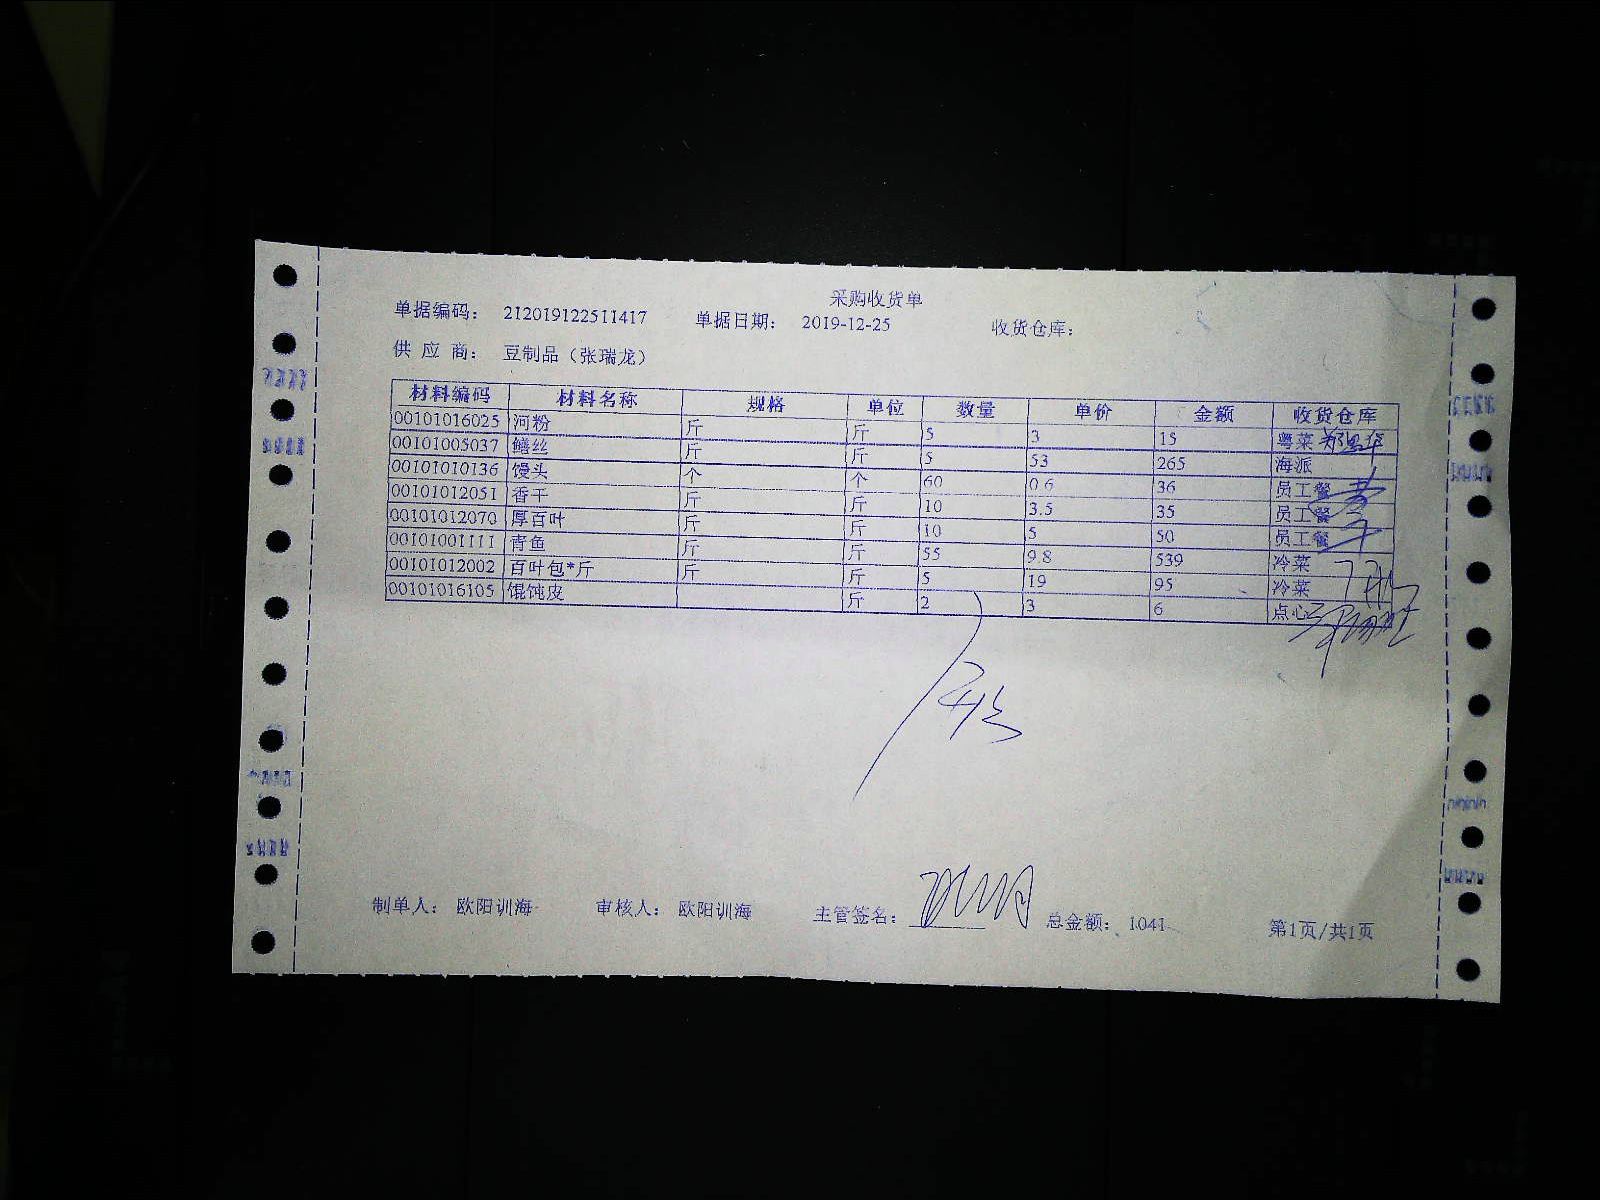 采购收货单
单据编码： 212019122511417 单据日期： 2019-12-25 收货仓库：
供 应 商： 豆制品（张瑞龙）
材料编码 材料名称 规格 单位 数量 单价 金额 收货仓库
00101016025 河粉 斤 斤 5 3 15 粤菜
00101005037 鳝丝 斤 斤 5 53 265 海派
00101010136 馒头 个 个 60 0.6 36 员工餐
00101012051 香干 斤 斤 10 3.5 35 员工餐
00101012070 厚百叶 斤 斤 10 5 50 员工餐
00101001111 青鱼 斤 斤 55 9.8 539 冷菜
00101012002 百叶包*斤 斤 斤 5 19 95 冷菜
00101016105 馄饨皮 斤 2 3 6 点心
制单人： 欧阳训海 审核人： 欧阳训海 主管签名： 总金额： 1041 第1页/共1页